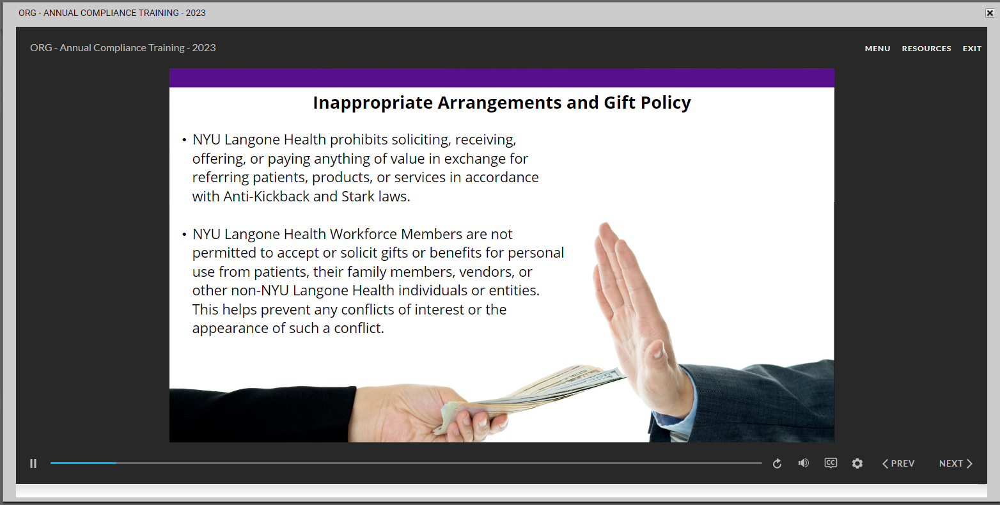 ORG - ANNUAL COMPLIANCE TRAINING - 2023
ORG - Annual Compliance Training - 2023
MENU RESOURCES EXIT
Inappropriate Arrangements and Gift Policy
• NYU Langone Health prohibits soliciting, receiving,
offering, or paying anything of value in exchange for
referring patients, products, or services in accordance
with Anti-Kickback and Stark laws.
• NYU Langone Health Workforce Members are not
permitted to accept or solicit gifts or benefits for personal
use from patients, their family members, vendors, or
other non-NYU Langone Health individuals or entities.
This helps prevent any conflicts of interest or the
appearance of such a conflict.
CC PREV NEXT